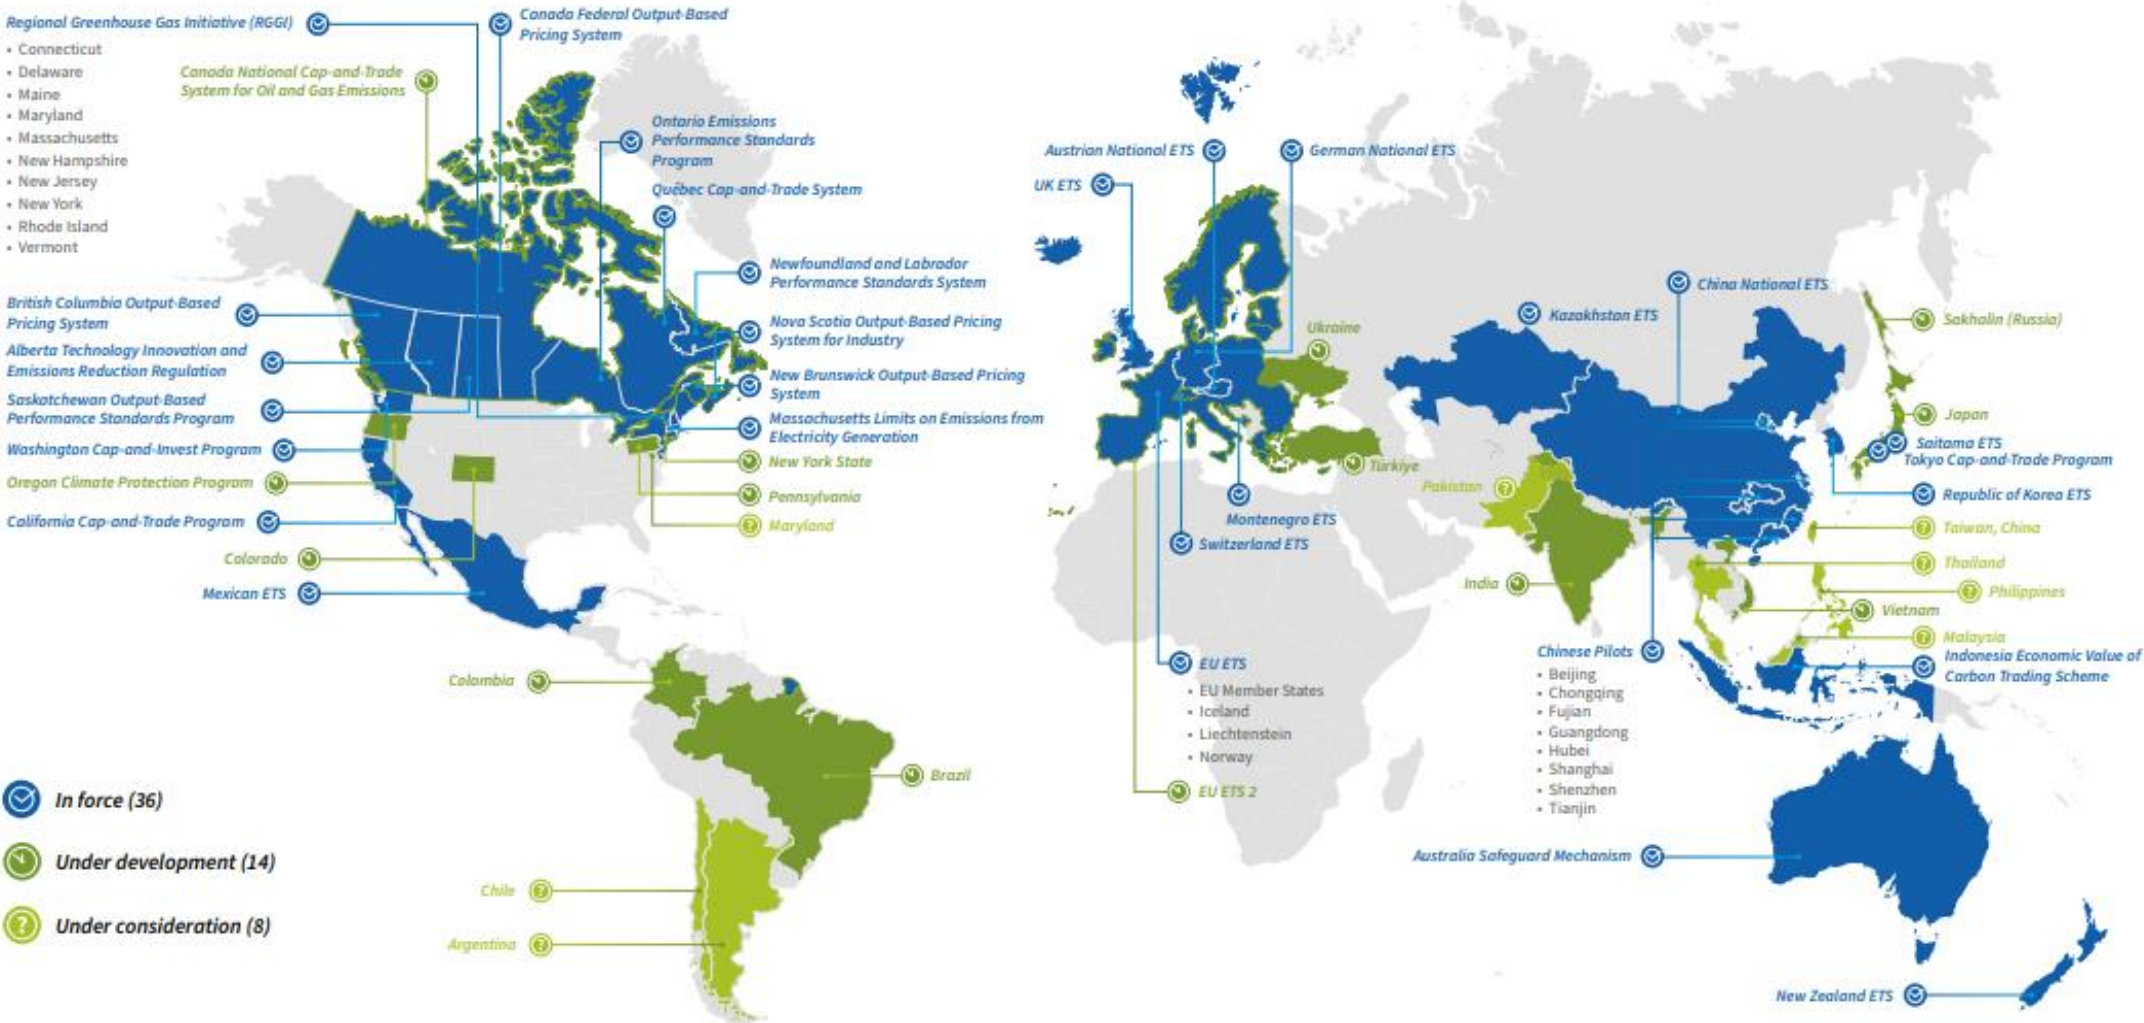 Regional Greenhouse Gas Initiative (RGGI)
• Connecticut
• Delaware
• Maine
• Maryland
• Massachusetts
• New Hampshire
• New Jersey
• New York
• Rhode Island
• Vermont
Canada Federal Output-Based
Pricing System
Canada National Cap-and-Trade
System for Oil and Gas Emissions
Ontario Emissions
Performance Standards
Program
Québec Cap-and-Trade System
Newfoundland and Labrador
Performance Standards System
Nova Scotia Output-Based Pricing
System for Industry
New Brunswick Output-Based Pricing
System
Massachusetts Limits on Emissions from
Electricity Generation
New York State
Pennsylvania
Maryland
British Columbia Output-Based
Pricing System
Alberta Technology Innovation and
Emissions Reduction Regulation
Saskatchewan Output-Based
Performance Standards Program
Washington Cap-and-Invest Program
Oregon Climate Protection Program
California Cap-and-Trade Program
Colorado
Mexican ETS
Colombia
Brazil
Chile
Argentina
In force (36)
Under development (14)
Under consideration (8)
Austrian National ETS
German National ETS
UK ETS
Ukraine
Türkiye
Montenegro ETS
Switzerland ETS
EU ETS
• EU Member States
• Iceland
• Liechtenstein
• Norway
EU ETS 2
Kazakhstan ETS
China National ETS
Sakhalin (Russia)
Japan
Saitama ETS
Tokyo Cap-and-Trade Program
Republic of Korea ETS
Pakistan
India
Taiwan, China
Thailand
Philippines
Vietnam
Malaysia
Indonesia Economic Value of
Carbon Trading Scheme
Chinese Pilots
• Beijing
• Chongqing
• Fujian
• Guangdong
• Hubei
• Shanghai
• Shenzhen
• Tianjin
Australia Safeguard Mechanism
New Zealand ETS